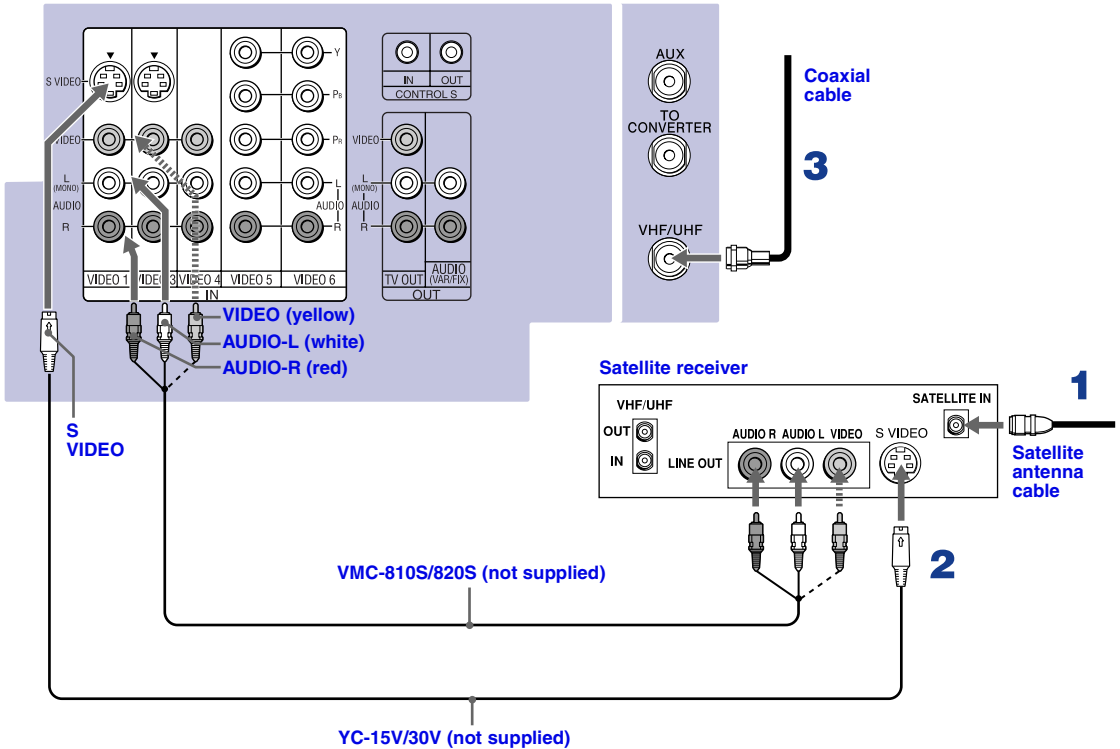 Y
S VIDEO
PB
VIDEO
PR
L
(MONO)
AUDIO
R
L
AUDIO
R
VIDEO 1
VIDEO 3
VIDEO 4
VIDEO 5
VIDEO 6
IN
IN
OUT
CONTROL S
VIDEO
L
(MONO)
AUDIO
R
TV OUT
AUDIO
(VAR/FIX)
OUT
AUX
TO
CONVERTER
VHF/UHF
Coaxial
cable
3
VIDEO (yellow)
AUDIO-L (white)
AUDIO-R (red)
S
VIDEO
Satellite receiver
1
VHF/UHF
OUT
IN
LINE OUT
AUDIO R
AUDIO L
VIDEO
S VIDEO
SATELLITE IN
Satellite
antenna
cable
2
VMC-810S/820S (not supplied)
YC-15V/30V (not supplied)